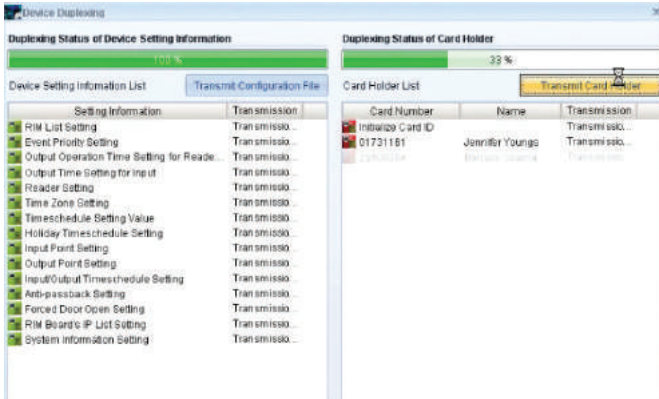 Device Duplexing
Duplexing Status of Device Setting Information
100 %
Device Setting Infomation List
Transmit Configuration File
Setting Information
Transmission
RIM List Setting
Transmissio...
Event Priority Setting
Transmissio...
Output Operation Time Setting for Reade...
Transmissio...
Output Time Setting for input
Transmissio...
Reader Setting
Transmissio...
Time Zone Setting
Transmissio...
Timeschedule Setting Value
Transmissio...
Holiday Timeschedule Setting
Transmissio...
Input Point Setting
Transmissio...
Output Point Setting
Transmissio...
Input/Output Timeschedule Setting
Transmissio...
Anti-passback Setting
Transmissio...
Forced Door Open Setting
Transmissio...
RIM Board's IP List Setting
Transmissio...
System Information Setting
Transmissio...
Duplexing Status of Card Holder
33 %
Card Holder List
Transmit Card Holder
Card Number
Name
Transmission
Initialize Card ID
Transmissio...
01731181
Jennifer Youngs
Transmissio...